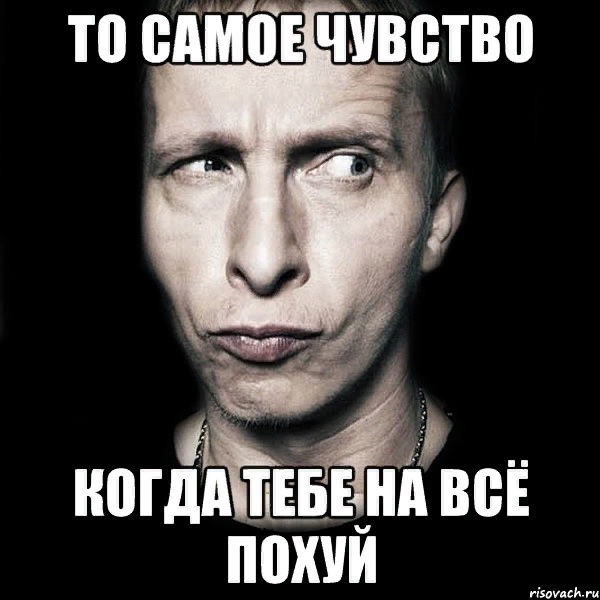 ТО САМОЕ ЧУВСТВО
КОГДА ТЕБЕ НА ВСЁ
ПОХУЙ
risovach.ru